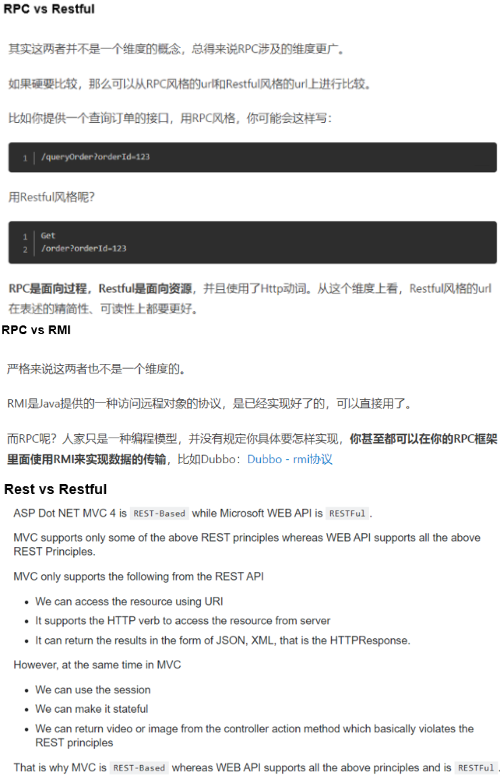 RPC vs Restful
其实这两者并不是一个维度的概念，总得来说RPC涉及的维度更广。
如果硬要比较，那么可以从RPC风格的url和Restful风格的url上进行比较。
比如你提供一个查询订单的接口，用RPC风格，你可能会这样写：
1 /queryOrder?orderId=123
用Restful风格呢？
1 Get
2 /order?orderId=123
RPC是面向过程，Restful是面向资源，并且使用了Http动词。从这个维度上看，Restful风格的url
在表述的精简性、可读性上都要更好。
RPC vs RMI
严格来说这两者也不是一个维度的。
RMI是Java提供的一种访问远程对象的协议，是已经实现好了的，可以直接用了。
而RPC呢？人家只是一种编程模型，并没有规定你具体要怎样实现，你甚至都可以在你的RPC框架
里面使用RMI来实现数据的传输，比如Dubbo：Dubbo - rmi协议
Rest vs Restful
ASP Dot NET MVC 4 is REST-Based while Microsoft WEB API is RESTFul.
MVC supports only some of the above REST principles whereas WEB API supports all the above
REST Principles.
MVC only supports the following from the REST API
• We can access the resource using URI
• It supports the HTTP verb to access the resource from server
• It can return the results in the form of JSON, XML, that is the HTTPResponse.
However, at the same time in MVC
• We can use the session
• We can make it stateful
• We can return video or image from the controller action method which basically violates the
REST principles
That is why MVC is REST-Based whereas WEB API supports all the above principles and is RESTFul.